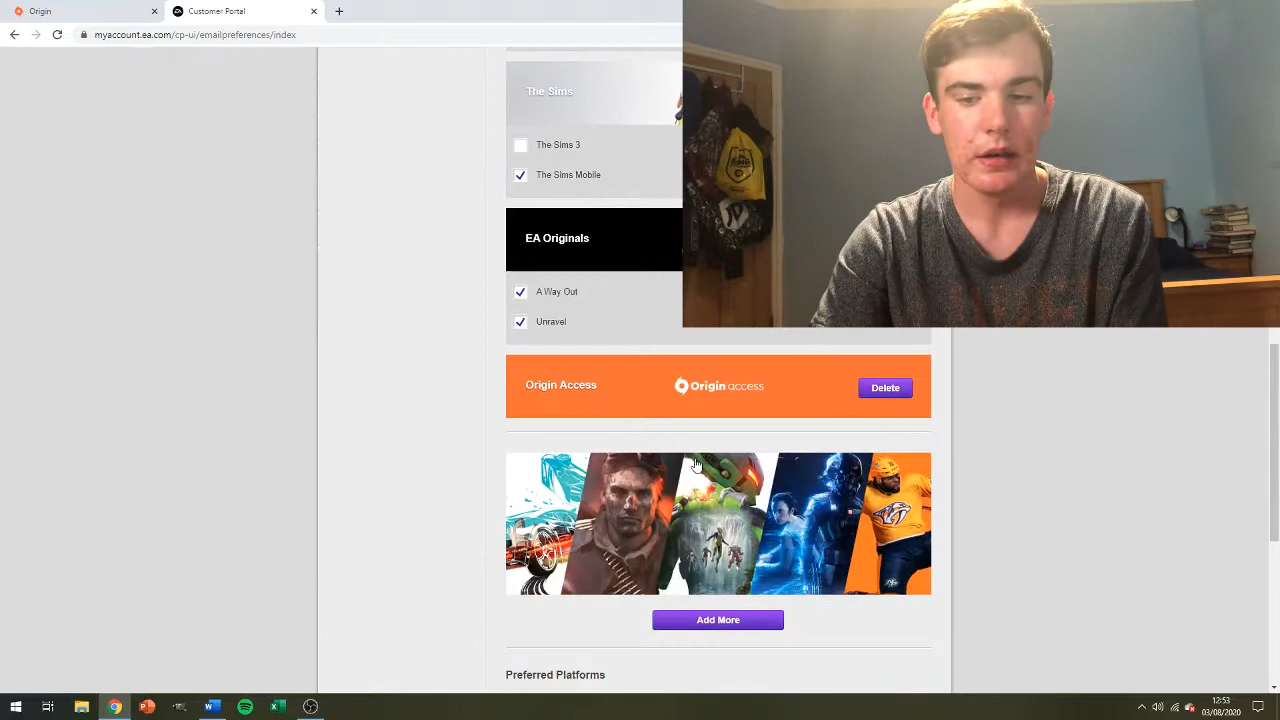 Origin
Customer Portal
myaccount.ea.com/cp-ui/emailpreferences/index
The Sims
The Sims 3
The Sims Mobile
EA Originals
A Way Out
Unravel
Origin Access
Origin access
Delete
Add More
Preferred Platforms
12:53
03/08/2020